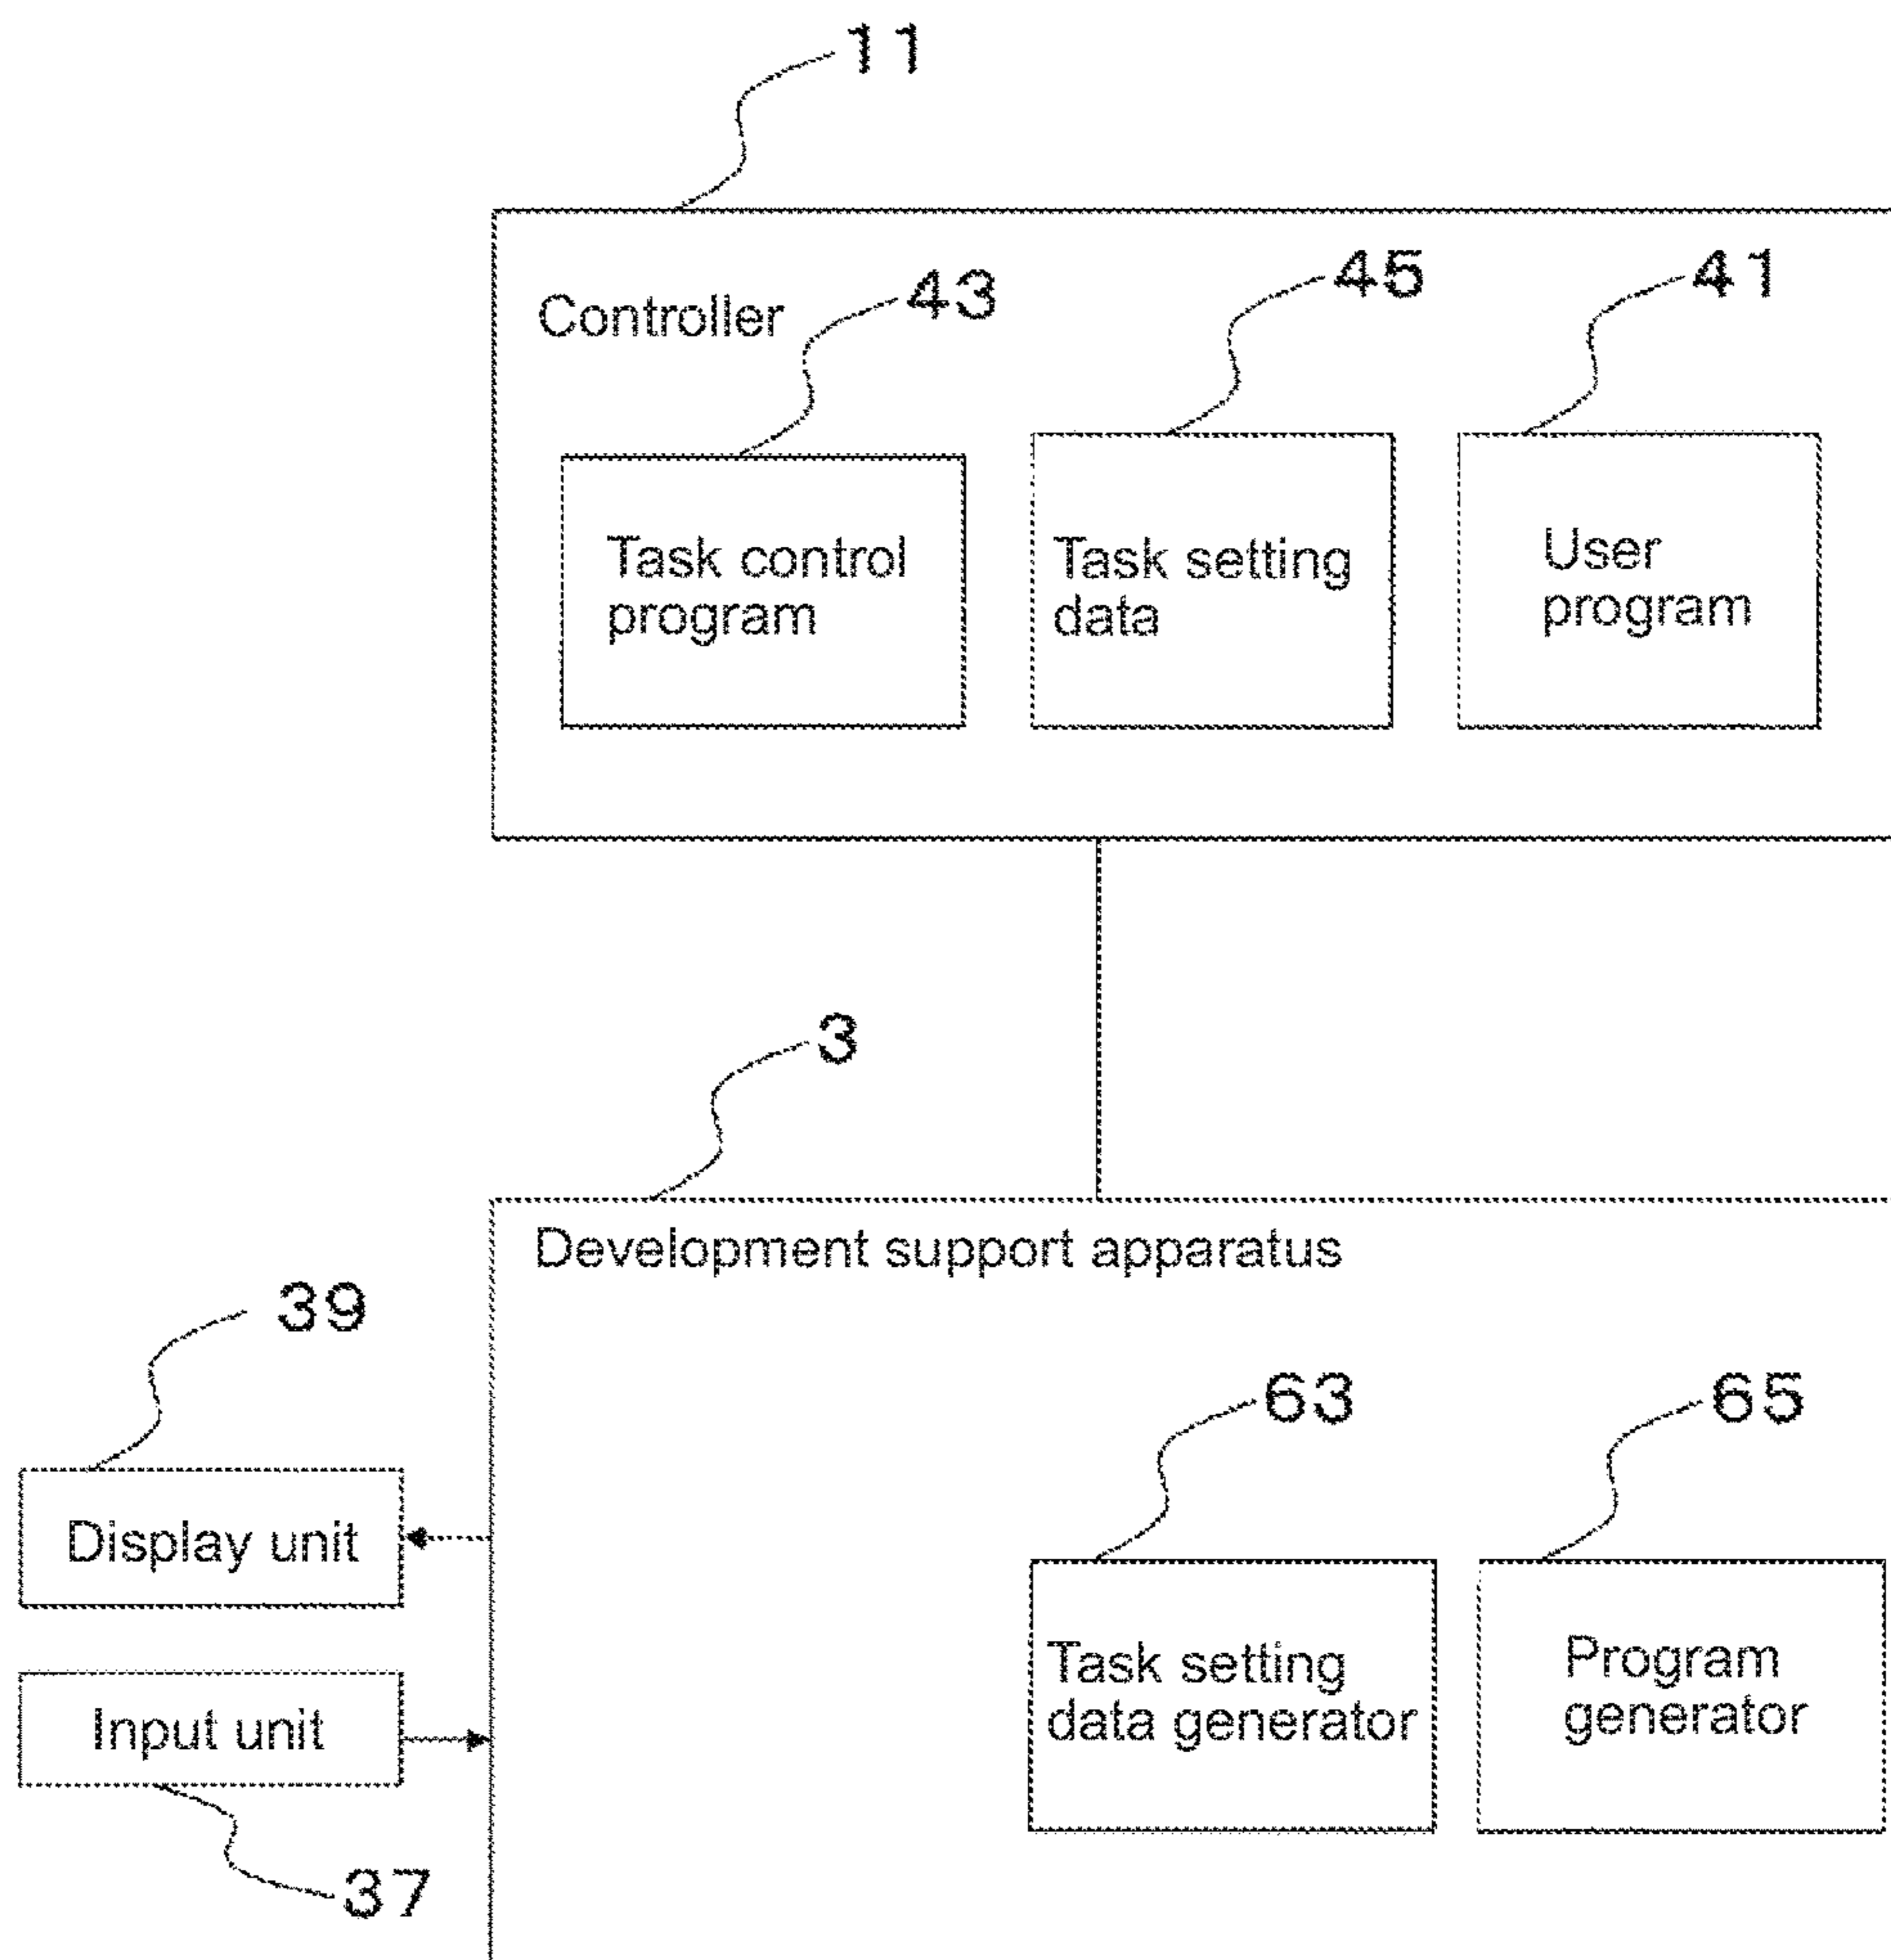 11
Controller
43
45
41
Task control
program
Task setting
data
User
program
3
Development support apparatus
39
63
65
Display unit
Task setting
data generator
Program
generator
Input unit
37